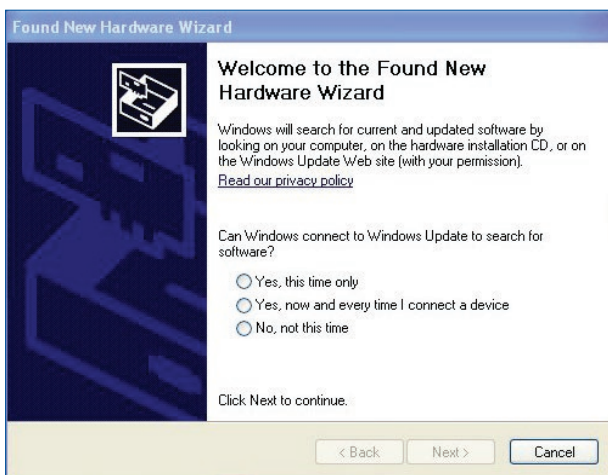 Found New Hardware Wizard
Welcome to the Found New
Hardware Wizard
Windows will search for current and updated software by
looking on your computer, on the hardware installation CD, or on
the Windows Update Web site (with your permission).
Read our privacy policy
Can Windows connect to Windows Update to search for
software?
Yes, this time only
Yes, now and every time I connect a device
No, not this time
Click Next to continue.
< Back
Next >
Cancel